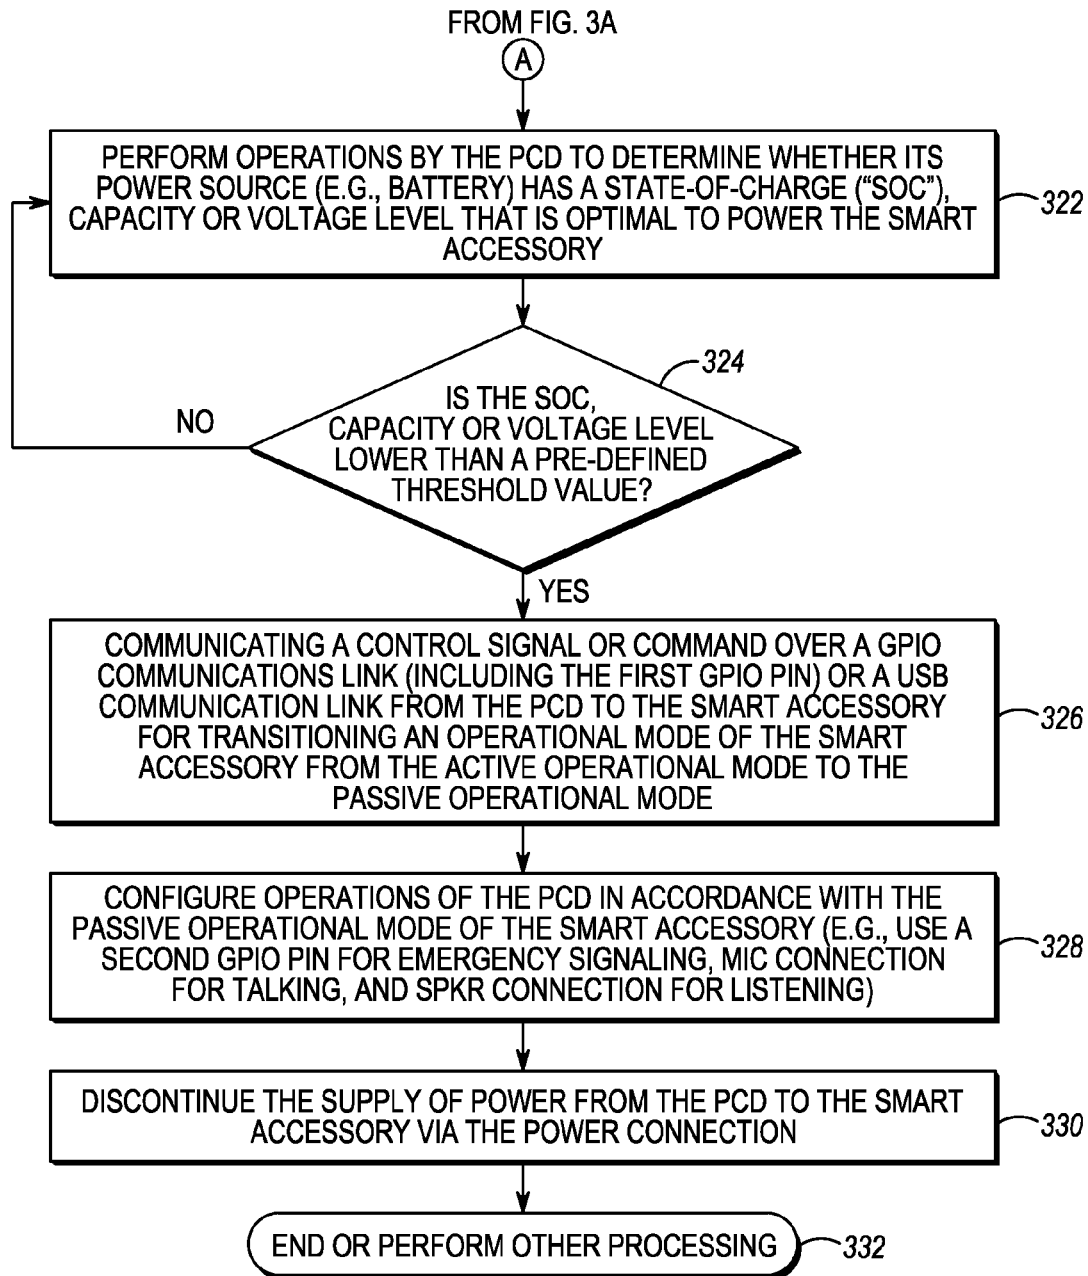 FROM FIG. 3A
A
PERFORM OPERATIONS BY THE PCD TO DETERMINE WHETHER ITS
POWER SOURCE (E.G., BATTERY) HAS A STATE-OF-CHARGE ("SOC"),
CAPACITY OR VOLTAGE LEVEL THAT IS OPTIMAL TO POWER THE SMART
ACCESSORY
322
324
IS THE SOC,
CAPACITY OR VOLTAGE LEVEL
LOWER THAN A PRE-DEFINED
THRESHOLD VALUE?
NO
YES
COMMUNICATING A CONTROL SIGNAL OR COMMAND OVER A GPIO
COMMUNICATIONS LINK (INCLUDING THE FIRST GPIO PIN) OR A USB
COMMUNICATION LINK FROM THE PCD TO THE SMART ACCESSORY
FOR TRANSITIONING AN OPERATIONAL MODE OF THE SMART
ACCESSORY FROM THE ACTIVE OPERATIONAL MODE TO THE
PASSIVE OPERATIONAL MODE
326
CONFIGURE OPERATIONS OF THE PCD IN ACCORDANCE WITH THE
PASSIVE OPERATIONAL MODE OF THE SMART ACCESSORY (E.G., USE A
SECOND GPIO PIN FOR EMERGENCY SIGNALING, MIC CONNECTION
FOR TALKING, AND SPKR CONNECTION FOR LISTENING)
328
DISCONTINUE THE SUPPLY OF POWER FROM THE PCD TO THE SMART
ACCESSORY VIA THE POWER CONNECTION
330
END OR PERFORM OTHER PROCESSING
332